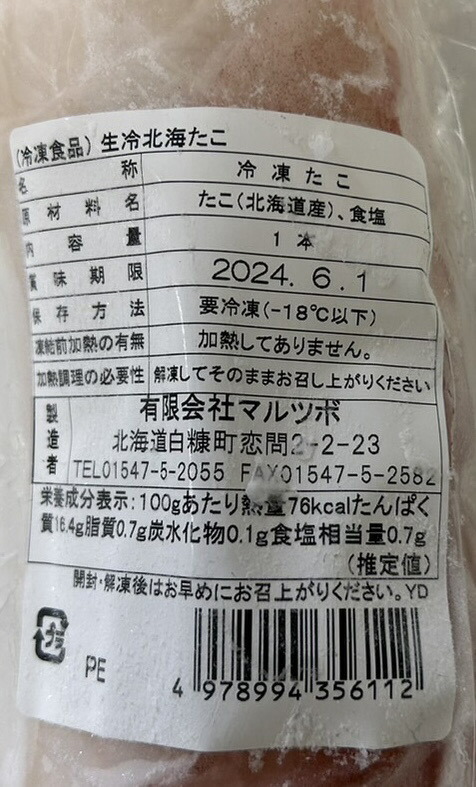 (冷凍食品) 生冷北海たこ
名称 冷凍たこ
原材料名 たこ(北海道産)、食塩
内容量 1本
賞味期限 2024. 6.1
保存方法 要冷凍(-18℃以下)
凍結前加熱の有無 加熱してありません。
加熱調理の必要性 解凍してそのままお召し上がりください
製造者 有限会社マルツボ
北海道白糠町恋問2-2-23
TEL01547-5-2055 FAX01547-5-2582
栄養成分表示:100gあたり熱量76kcalたんぱく
質16.4g脂質0.7g炭水化物0.1g食塩相当量0.7g
(推定値)
開封・解凍後はお早めにお召上がりください。YD
プラ
PE
4 978994 356112